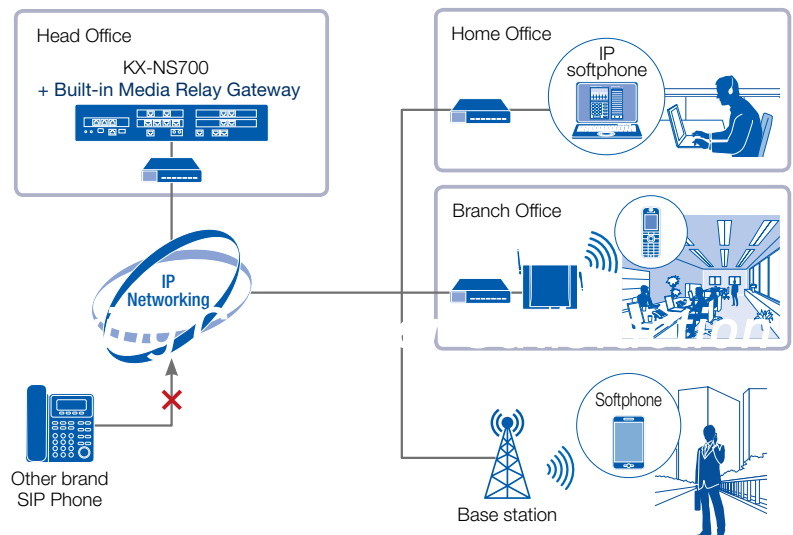 Head Office
KX-NS700
+ Built-in Media Relay Gateway
Home Office
IP
softphone
Branch Office
IP
Networking
Softphone
Other brand
SIP Phone
Base station